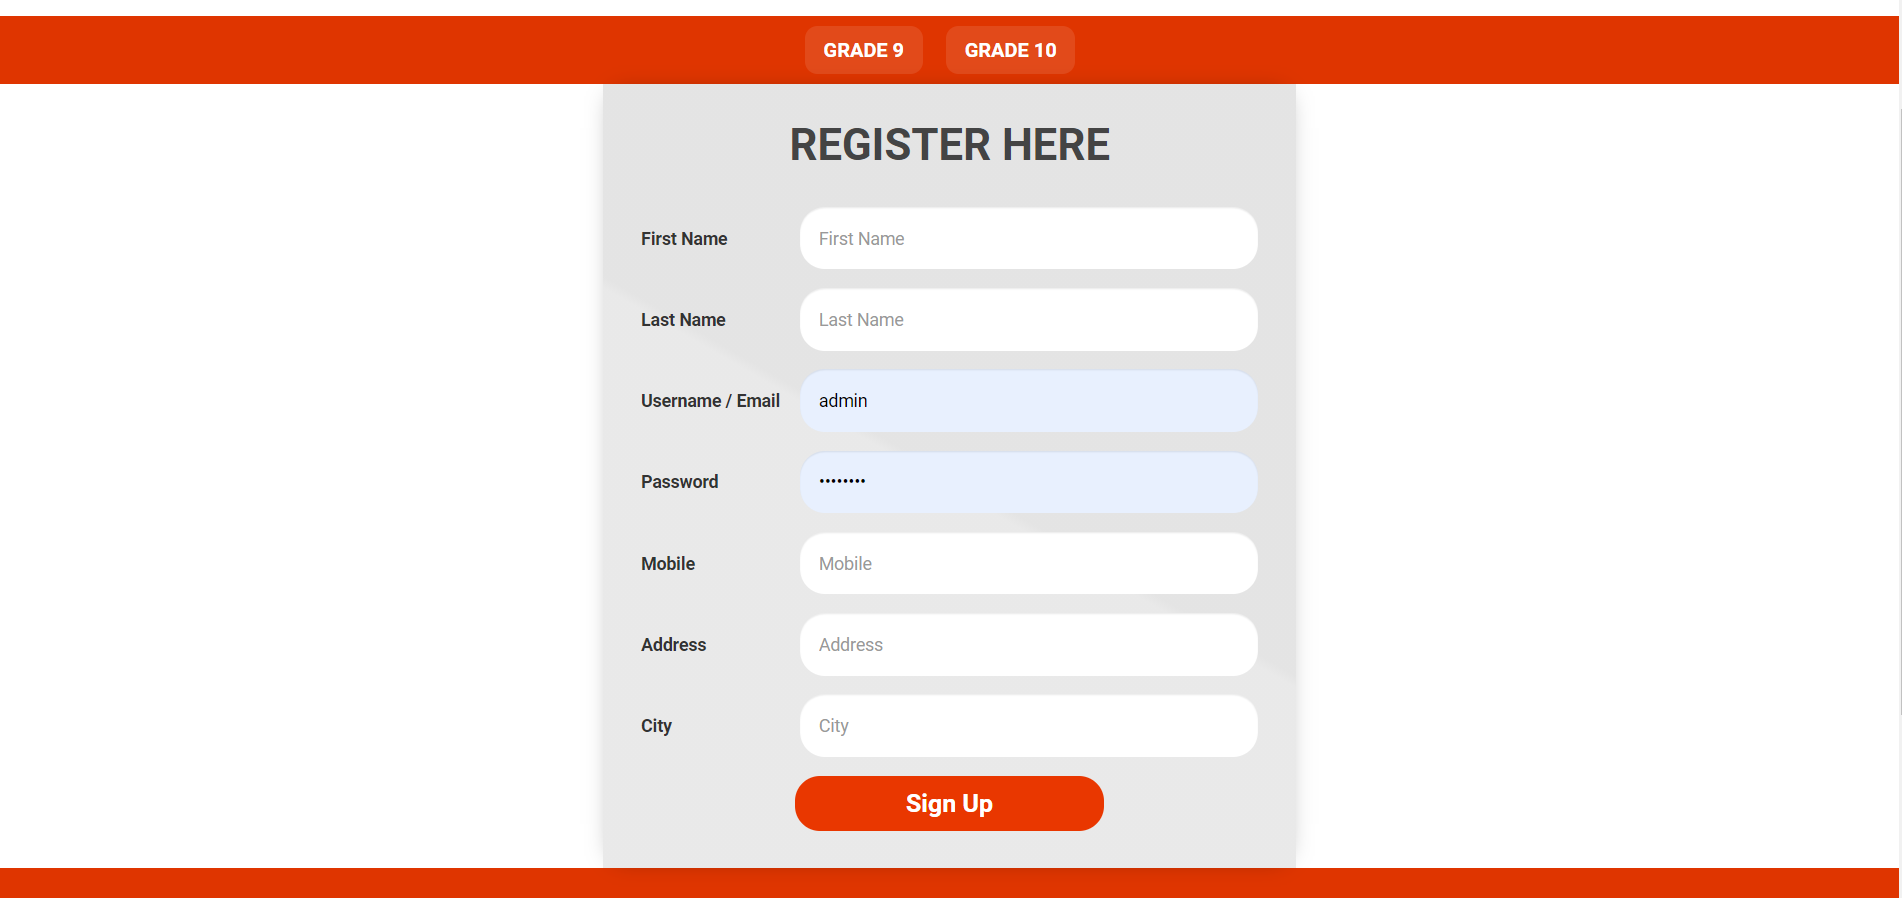 GRADE 9 GRADE 10
REGISTER HERE
First Name First Name
Last Name Last Name
Username / Email admin
Password ••••••••
Mobile Mobile
Address Address
City City
Sign Up